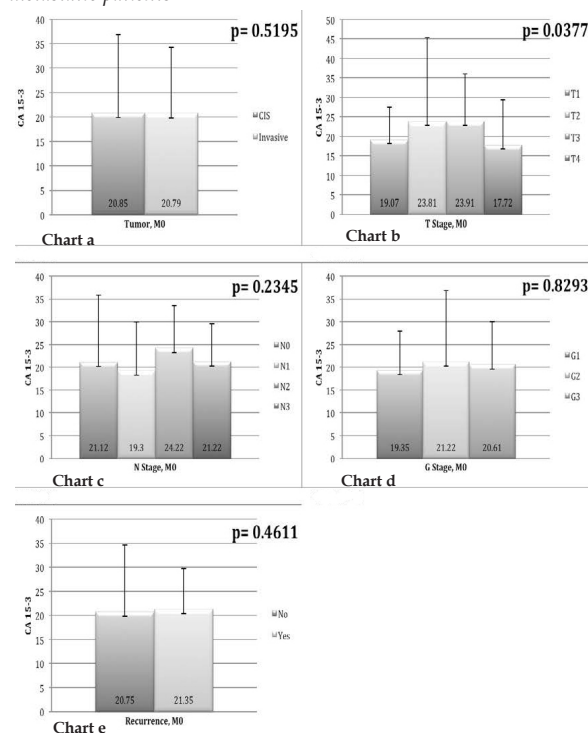 p= 0.5195
CA 15-3
40
35
30
25
20
15
10
5
0
20.85 20.79
CIS
Invasive
Tumor, M0
Chart a
p= 0.0377
CA 15-3
50
45
40
35
30
25
20
15
10
5
0
19.07 23.81 23.91 17.72
T1
T2
T3
T4
T Stage, M0
Chart b
p= 0.2345
CA 15-3
40
35
30
25
20
15
10
5
0
21.12 19.3 24.22 21.22
N0
N1
N2
N3
N Stage, M0
Chart c
p= 0.8293
CA 15-3
40
35
30
25
20
15
10
5
0
19.35 21.22 20.61
G1
G2
G3
G Stage, M0
Chart d
p= 0.4611
CA 15-3
40
35
30
25
20
15
10
5
0
20.75 21.35
No
Yes
Recurrence, M0
Chart e